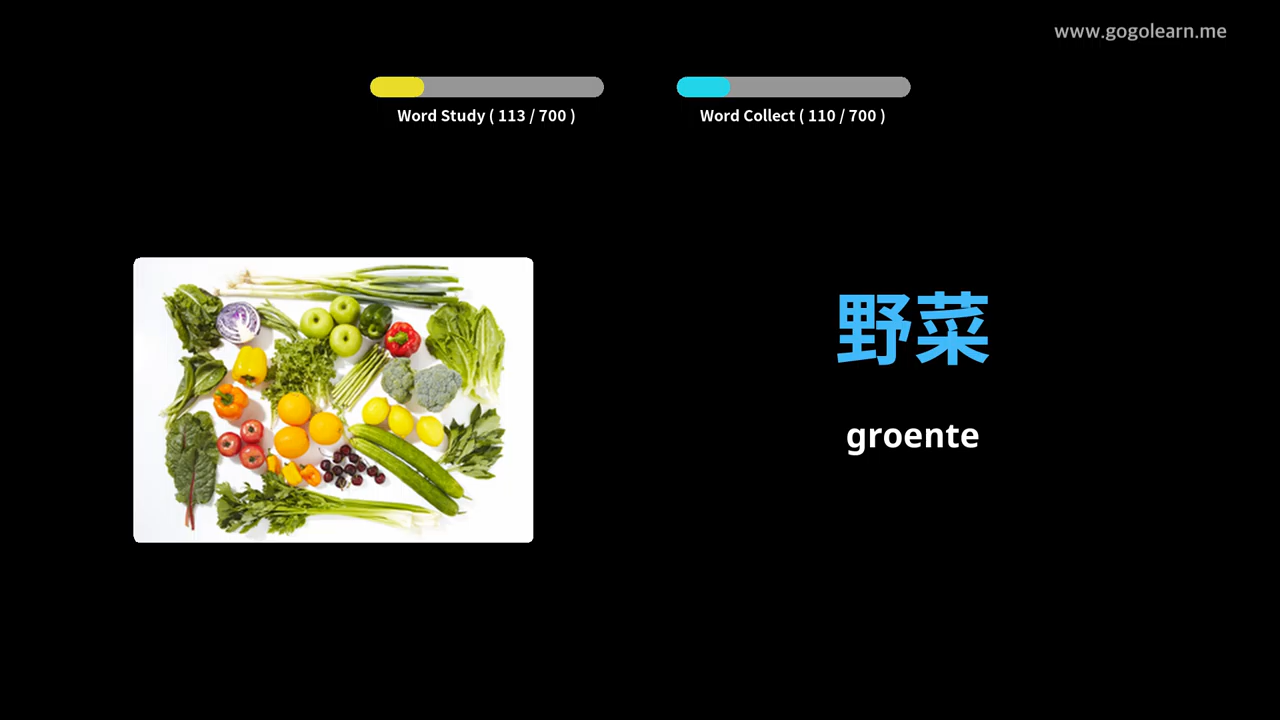 www.gogolearn.me
Word Study ( 113 / 700 )
Word Collect ( 110 / 700 )
野菜
groente